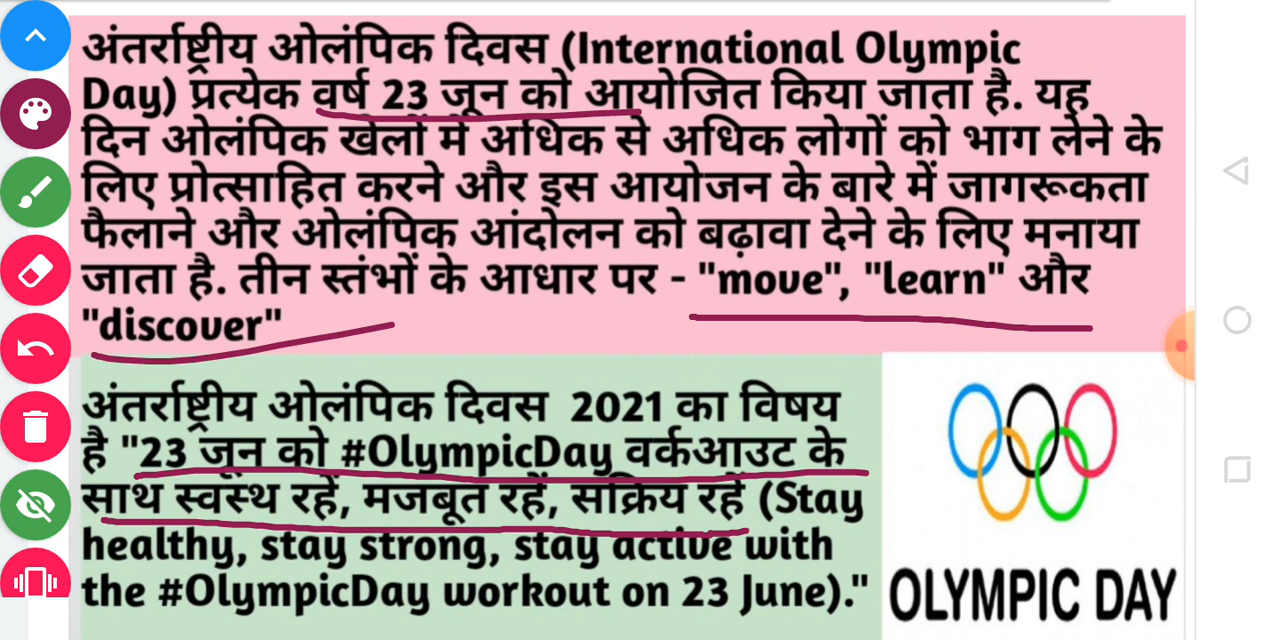 अंतर्राष्ट्रीय ओलंपिक दिवस (International Olympic
Day) प्रत्येक वर्ष 23 जून को आयोजित किया जाता है. यह
दिन ओलंपिक खेलों में अधिक से अधिक लोगों को भाग लेने के
लिए प्रोत्साहित करने और इस आयोजन के बारे में जागरूकता
फैलाने और ओलंपिक आंदोलन को बढ़ावा देने के लिए मनाया
जाता है. तीन स्तंभों के आधार पर - "move", "learn" और
"discover"
अंतर्राष्ट्रीय ओलंपिक दिवस 2021 का विषय
है "23 जून को #OlympicDay वर्कआउट के
साथ स्वस्थ रहें, मजबूत रहें, सक्रिय रहें (Stay
healthy, stay strong, stay active with
the #OlympicDay workout on 23 June)."
OLYMPIC DAY